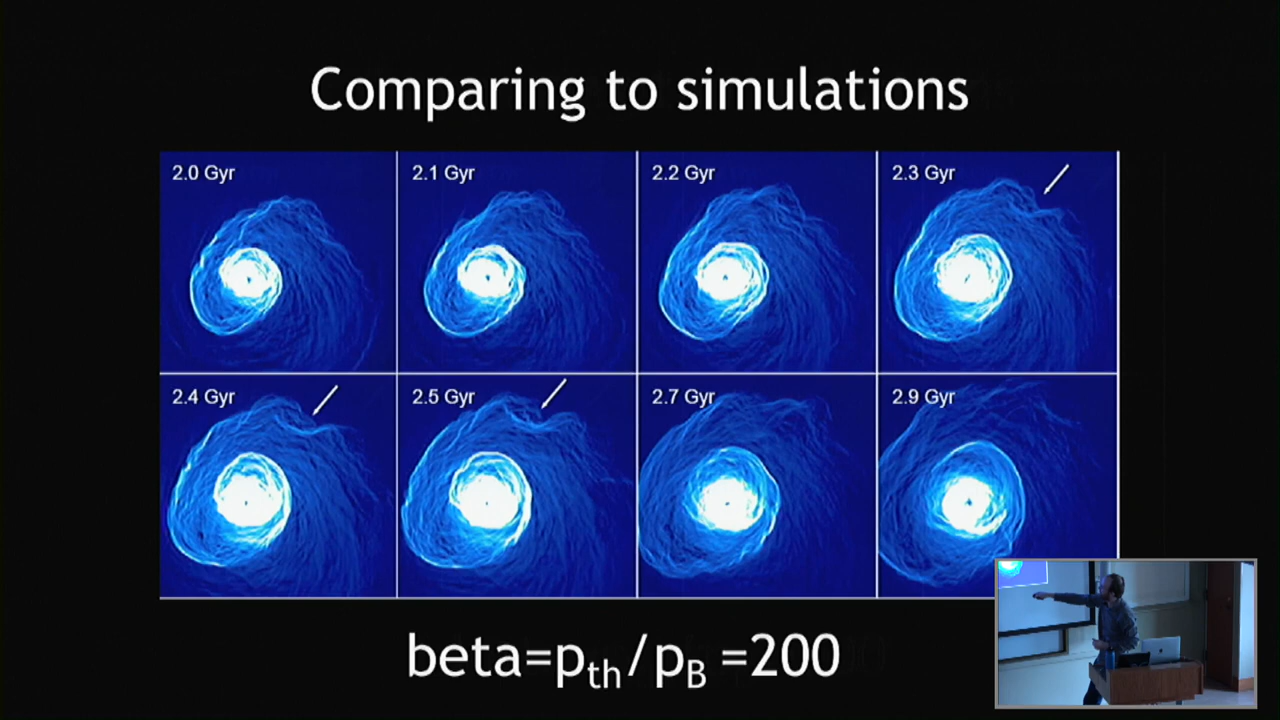 Comparing to simulations
2.0 Gyr
2.1 Gyr
2.2 Gyr
2.3 Gyr
2.4 Gyr
2.5 Gyr
2.7 Gyr
2.9 Gyr
beta=pth/pB =200